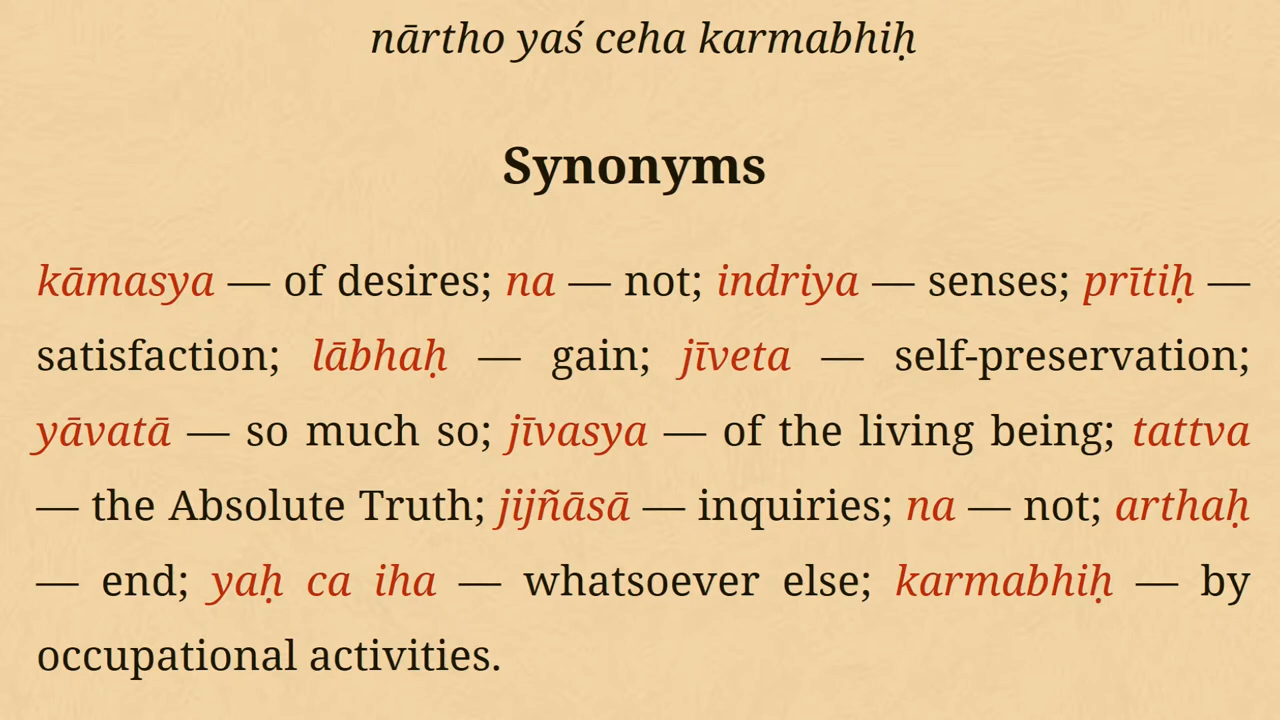 nārtho yaś ceha karmabhiḥ
Synonyms
kāmasya — of desires; na — not; indriya — senses; prītiḥ —
satisfaction; lābhaḥ — gain; jīveta — self-preservation;
yāvatā — so much so; jīvasya — of the living being; tattva
— the Absolute Truth; jijñāsā — inquiries; na — not; arthaḥ
— end; yaḥ ca iha — whatsoever else; karmabhiḥ — by
occupational activities.